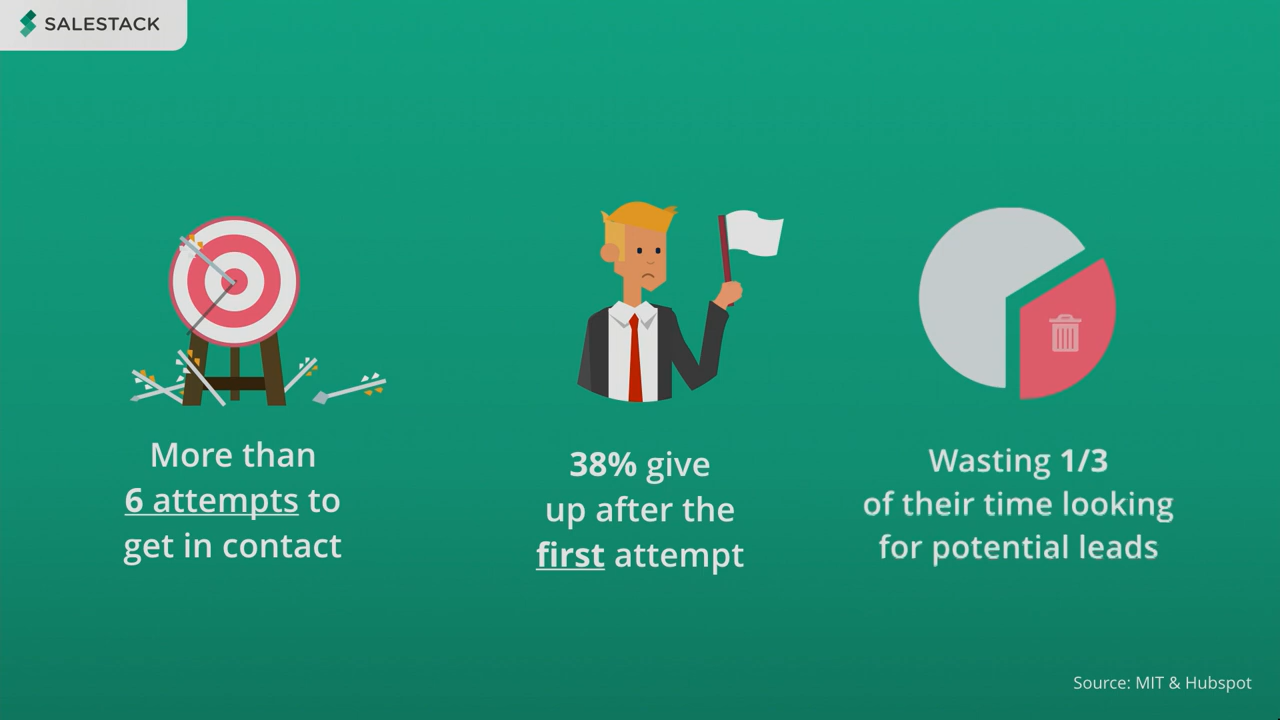 SALESTACK
More than
6 attempts to
get in contact
38% give
up after the
first attempt
Wasting 1/3
of their time looking
for potential leads
Source: MIT & Hubspot